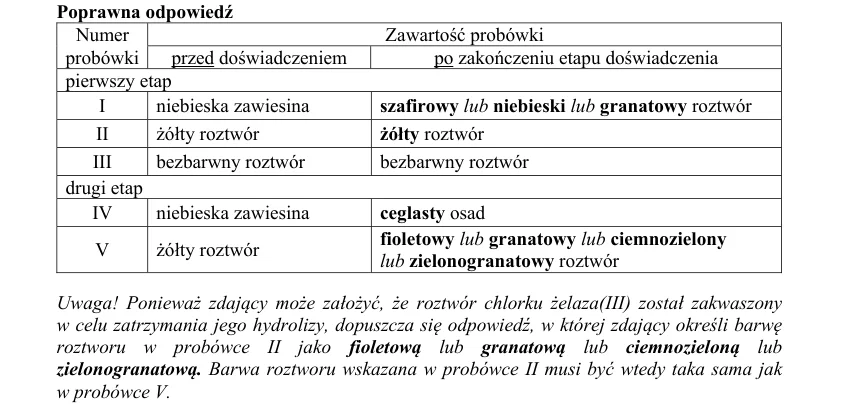 Poprawna odpowiedź
Numer probówki
Zawartość probówki
przed doświadczeniem
po zakończeniu etapu doświadczenia
pierwszy etap
I niebieska zawiesina szafirowy lub niebieski lub granatowy roztwór
II żółty roztwór żółty roztwór
III bezbarwny roztwór bezbarwny roztwór
drugi etap
IV niebieska zawiesina ceglasty osad
V żółty roztwór fioletowy lub granatowy lub ciemnozielony
lub zielonogranatowy roztwór
Uwaga! Ponieważ zdający może założyć, że roztwór chlorku żelaza(III) został zakwaszony
w celu zatrzymania jego hydrolizy, dopuszcza się odpowiedź, w której zdający określi barwę
roztworu w probówce II jako fioletową lub granatową lub ciemnozieloną lub
zielonogranatową. Barwa roztworu wskazana w probówce II musi być wtedy taka sama jak
w probówce V.